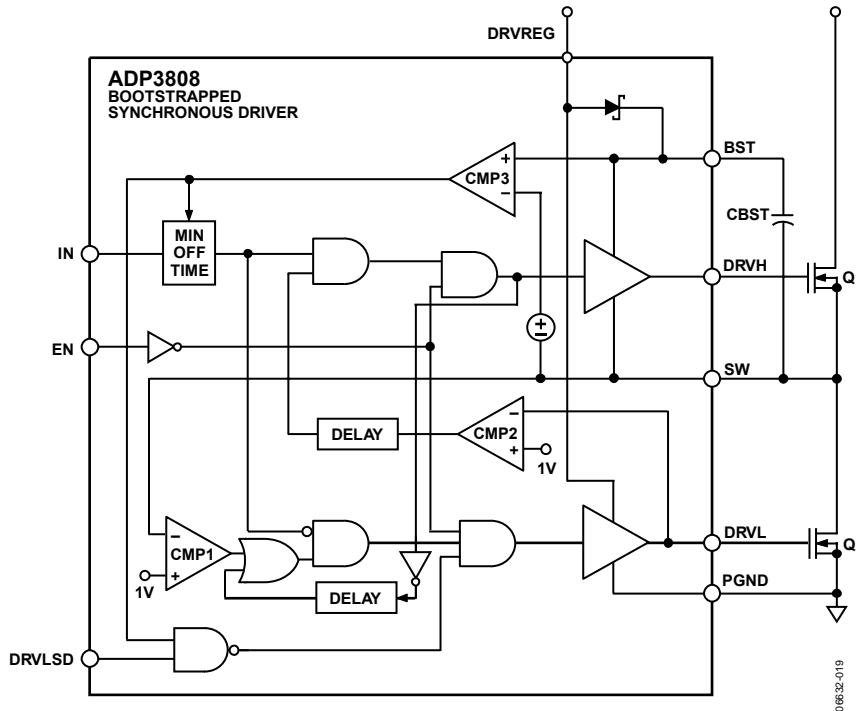 DRVREG
ADP3808
BOOTSTRAPPED
SYNCHRONOUS DRIVER
BST
+
CMP3
−
CBST
MIN
OFF
TIME
IN
DRVH
Q
+
−
EN
SW
DELAY
−
CMP2
+
1V
DRVL
Q
−
CMP1
+
1V
DELAY
PGND
DRVLSD
06632-019